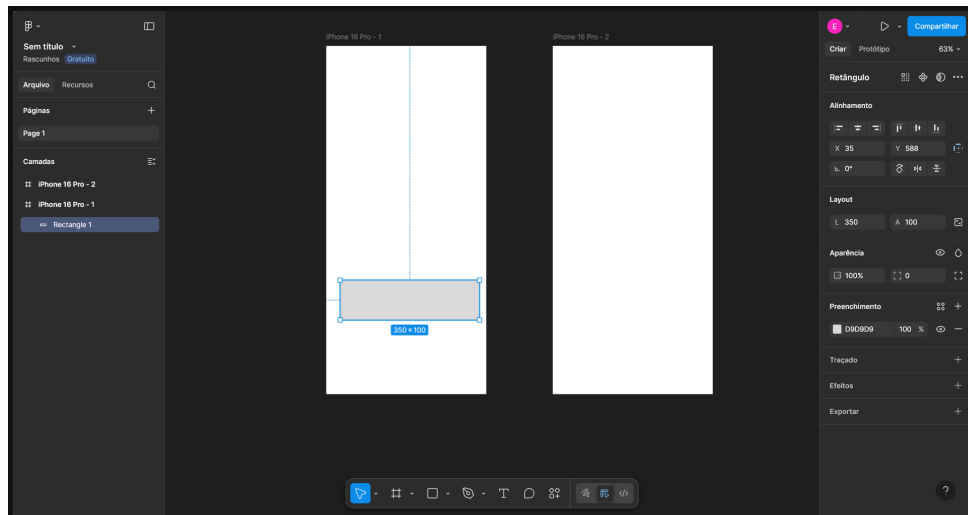 Sem título
Rascunhos Gratuito
Arquivo Recursos
Páginas
Page 1
Camadas
iPhone 16 Pro - 2
iPhone 16 Pro - 1
Rectangle 1
iPhone 16 Pro - 1
350 × 100
iPhone 16 Pro - 2
T
E
Compartilhar
Criar Protótipo 63%
Retângulo
Alinhamento
X 35 Y 588
0°
Layout
L 350 A 100
Aparência
100% 0
Preenchimento
D9D9D9 100 %
Traçado
Efeitos
Exportar
?